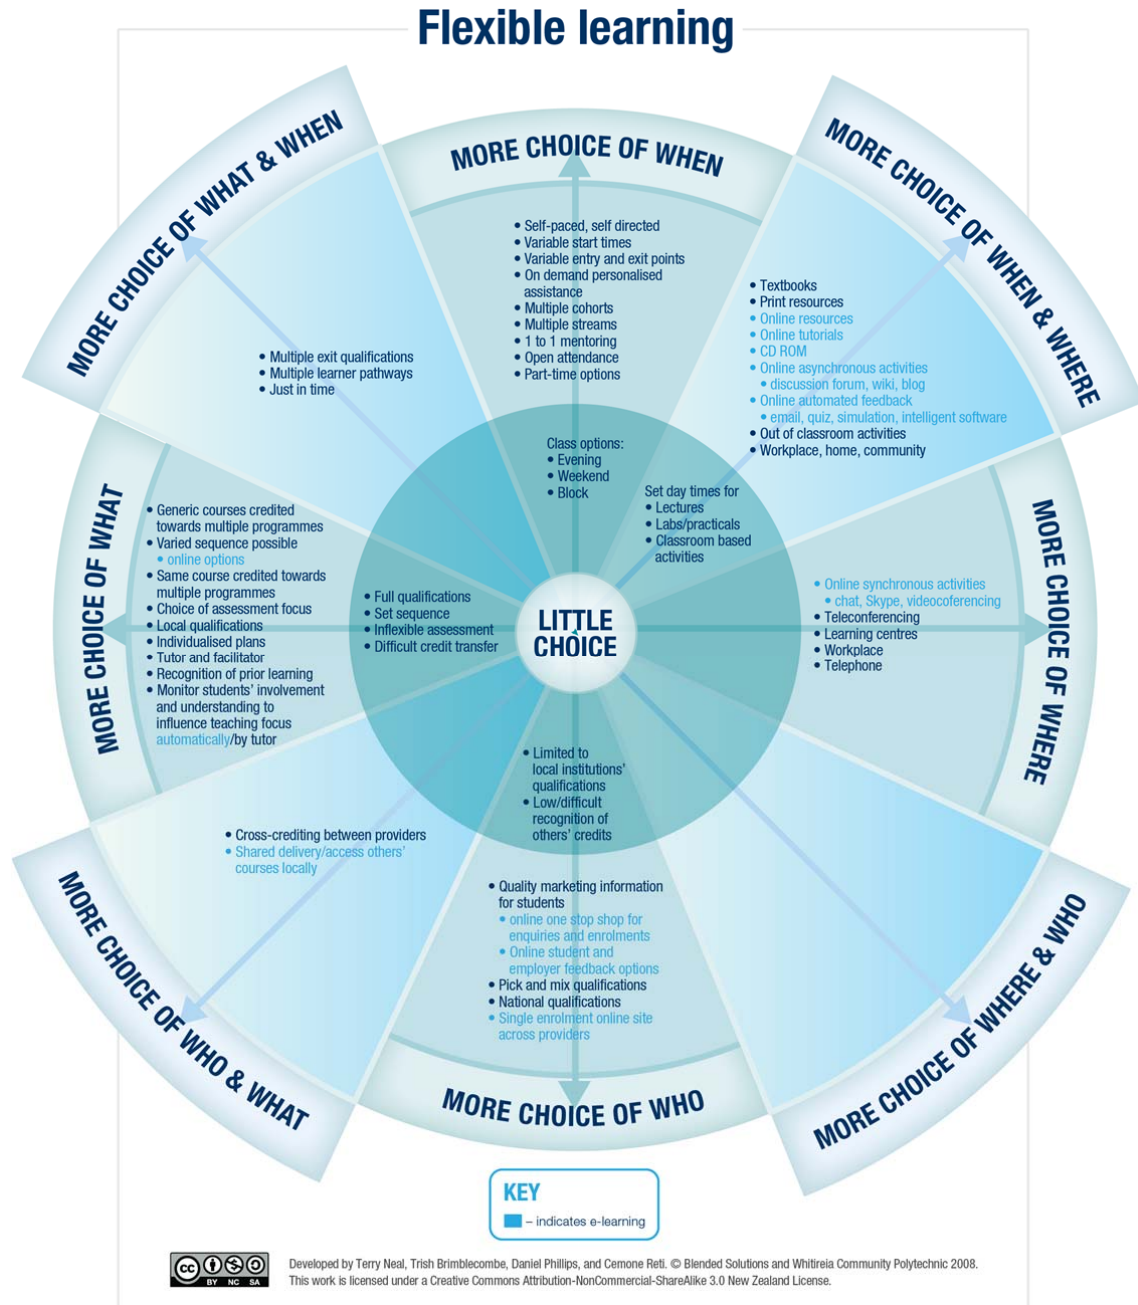 Flexible learning
MORE CHOICE OF WHAT & WHEN
MORE CHOICE OF WHEN
MORE CHOICE OF WHEN & WHERE
• Self-paced, self directed
• Variable start times
• Variable entry and exit points
• On demand personalised
assistance
• Multiple cohorts
• Multiple streams
• 1 to 1 mentoring
• Open attendance
• Part-time options
• Textbooks
• Print resources
• Online resources
• Online tutorials
• CD ROM
• Online asynchronous activities
• discussion forum, wiki, blog
• Online automated feedback
• email, quiz, simulation, intelligent software
• Out of classroom activities
• Workplace, home, community
• Multiple exit qualifications
• Multiple learner pathways
• Just in time
Class options:
• Evening
• Weekend
• Block
Set day times for
• Lectures
• Labs/practicals
• Classroom based
activities
MORE CHOICE OF WHAT
• Generic courses credited
towards multiple programmes
• Varied sequence possible
• online options
• Same course credited towards
multiple programmes
• Choice of assessment focus
• Local qualifications
• Individualised plans
• Tutor and facilitator
• Recognition of prior learning
• Monitor students' involvement
and understanding to
influence teaching focus
automatically/by tutor
• Full qualifications
• Set sequence
• Inflexible assessment
• Difficult credit transfer
LITTLE
CHOICE
• Online synchronous activities
• chat, Skype, videocoferencing
• Teleconferencing
• Learning centres
• Workplace
• Telephone
MORE CHOICE OF WHERE
• Limited to
local institutions'
qualifications
• Low/difficult
recognition of
others' credits
• Cross-crediting between providers
• Shared delivery/access others'
courses locally
• Quality marketing information
for students
• online one stop shop for
enquiries and enrolments
• Online student and
employer feedback options
• Pick and mix qualifications
• National qualifications
• Single enrolment online site
across providers
MORE CHOICE OF WHO & WHAT
MORE CHOICE OF WHO
MORE CHOICE OF WHERE & WHO
KEY
– indicates e-learning
cc
BY NC SA
Developed by Terry Neal, Trish Brimblecombe, Daniel Phillips, and Cemone Reti. © Blended Solutions and Whitireia Community Polytechnic 2008.
This work is licensed under a Creative Commons Attribution-NonCommercial-ShareAlike 3.0 New Zealand License.